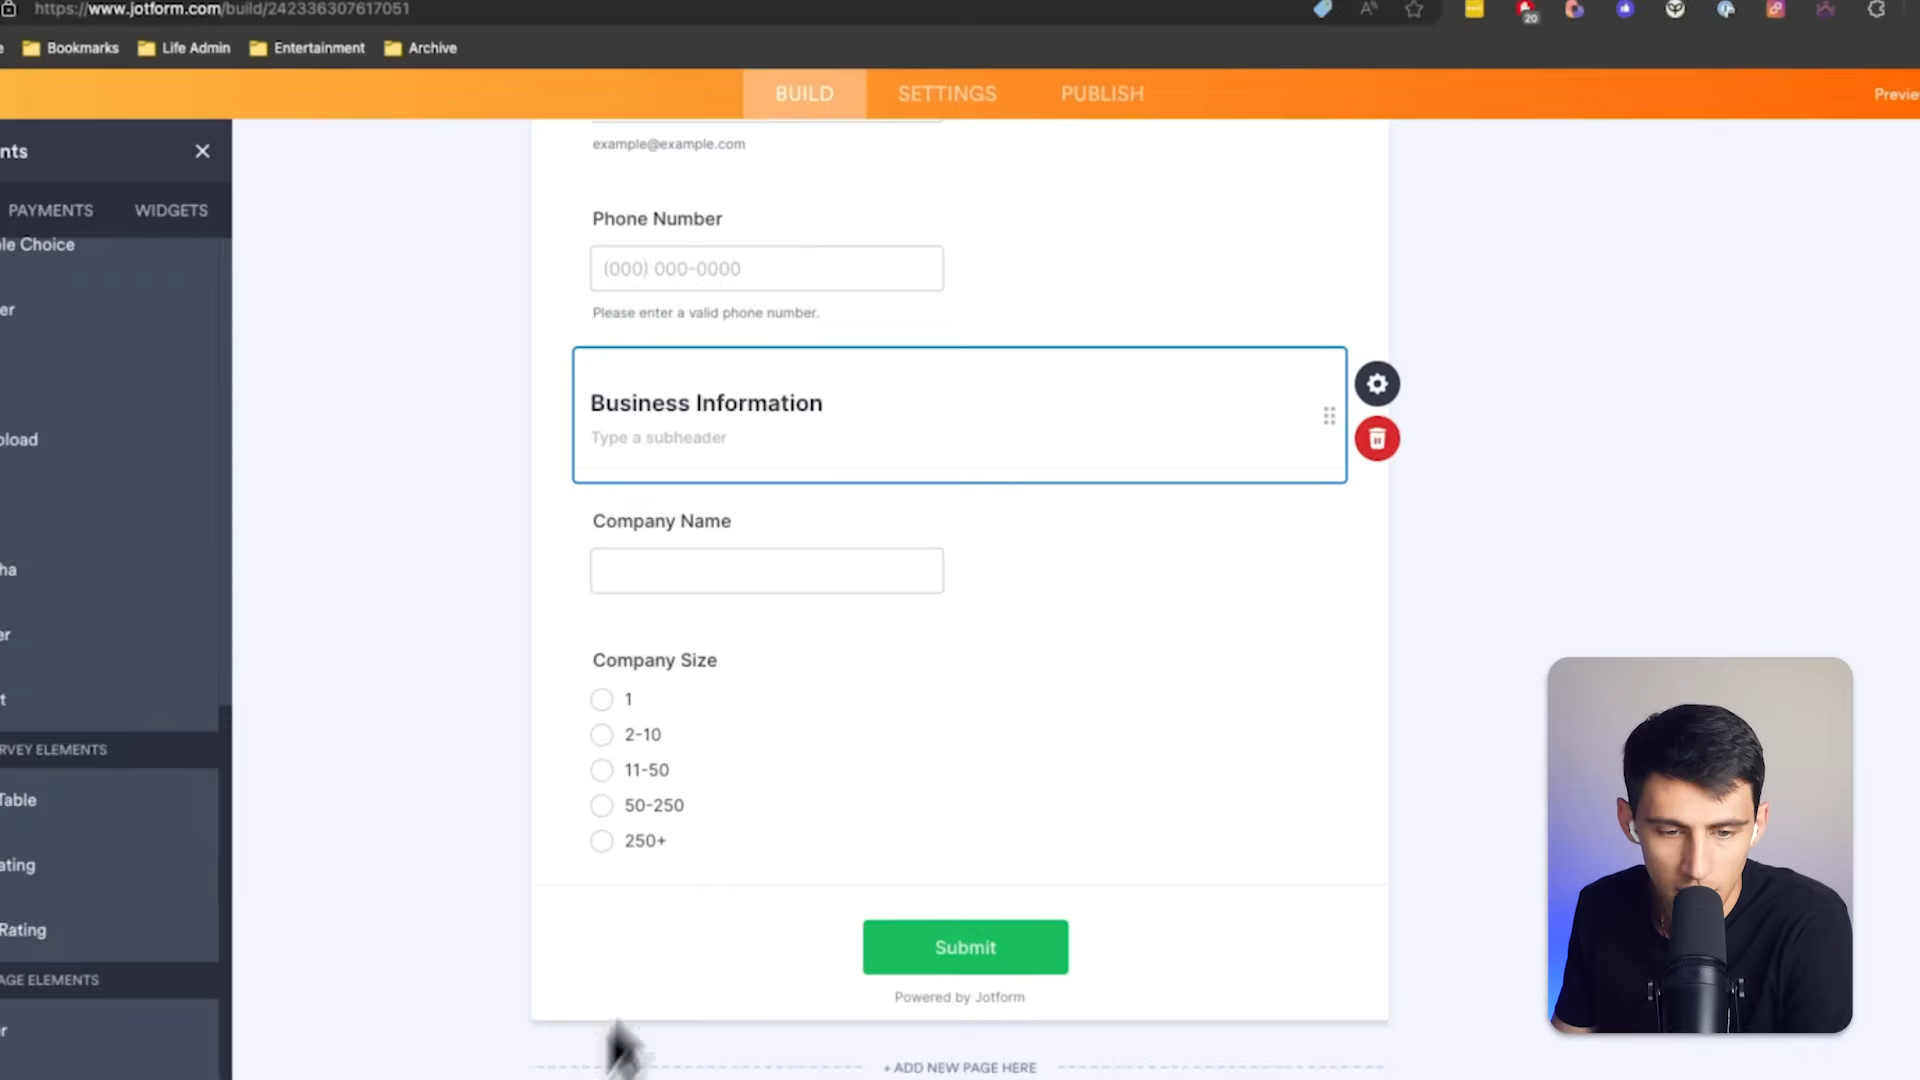 https://www.jotform.com/build/242336307617051
20
Bookmarks
Life Admin
Entertainment
Archive
BUILD
SETTINGS
PUBLISH
Previe
nts
PAYMENTS
WIDGETS
le Choice
er
pload
ha
er
t
RVEY ELEMENTS
Table
ating
Rating
AGE ELEMENTS
r
example@example.com
Phone Number
(000) 000-0000
Please enter a valid phone number.
Business Information
Type a subheader
Company Name
Company Size
1
2-10
11-50
50-250
250+
Submit
Powered by Jotform
+ ADD NEW PAGE HERE